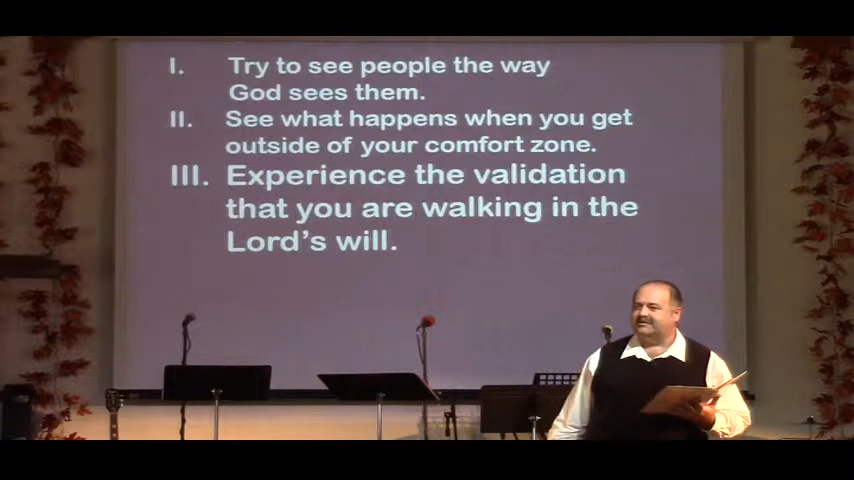 I. Try to see people the way
God sees them.
II. See what happens when you get
outside of your comfort zone.
III. Experience the validation
that you are walking in the
Lord's will.